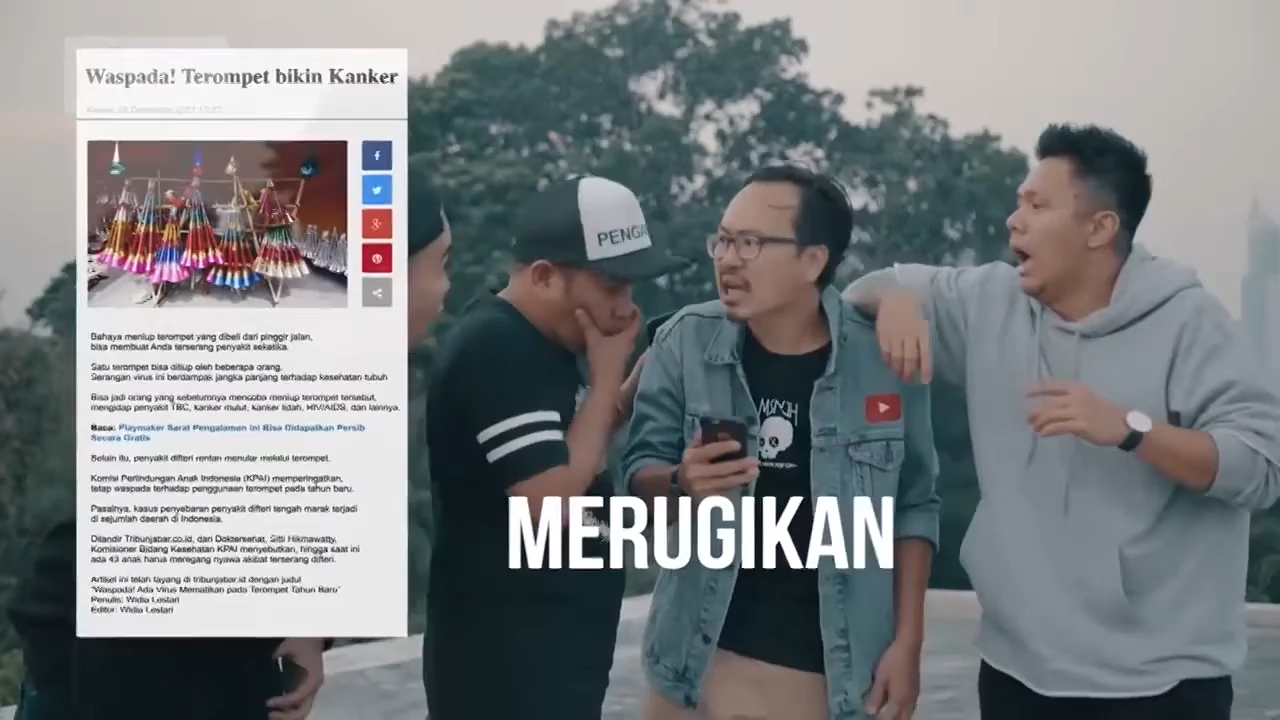 Waspada! Terompet bikin Kanker
Bahaya meniup terompet yang dibeli dari pinggir jalan,
bisa membuat Anda terserang penyakit seketika.
Satu terompet bisa ditiup oleh beberapa orang.
Serangan virus ini berdampak jangka panjang terhadap kesehatan tubuh
Bisa jadi orang yang sebelumnya mencoba meniup terompet tersebut,
mengidap penyakit TBC, kanker mulut, kanker lidah, HIV/AIDS, dan lainnya.
Baca: Playmaker Sarat Pengalaman ini Bisa Didapatkan Persib
Secara Gratis
Selain itu, penyakit difteri rentan menular melalui terompet.
Komisi Perlindungan Anak Indonesia (KPAI) memperingatkan,
tetap waspada terhadap penggunaan terompet pada tahun baru.
Pasalnya, kasus penyebaran penyakit difteri tengah marak terjadi
di sejumlah daerah di Indonesia.
Dilandir Tribunjabar.co.id, dari Doktersehat, Sitti Hikmawatty,
Komisioner Bidang Kesehatan KPAI menyebutkan, hingga saat ini
ada 43 anak harus meregang nyawa akibat terserang difteri.
Artikel ini telah tayang di tribunjabar.id dengan judul
"Waspada! Ada Virus Mematikan pada Terompet Tahun Baru"
Penulis: Widia Lestari
Editor: Widia Lestari
PENGA
MERUGIKAN